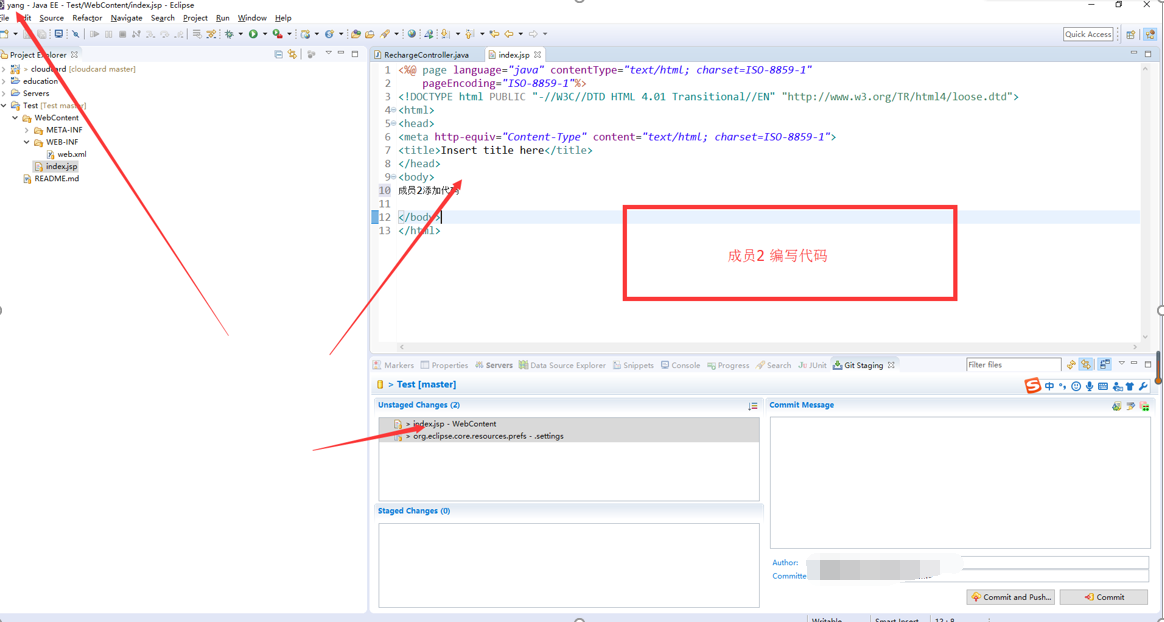 yang - Java EE - Test/WebContent/index.jsp - Eclipse
Source Refactor Navigate Search Project Run Window Help
Quick Access
Project Explorer
> cloudcard [cloudcard master]
education
Servers
Test [Test master]
WebContent
META-INF
WEB-INF
web.xml
index.jsp
README.md
RechargeController.java
index.jsp
1 <%@ page language="java" contentType="text/html; charset=ISO-8859-1"
2 pageEncoding="ISO-8859-1"%>
3 <!DOCTYPE html PUBLIC "-//W3C//DTD HTML 4.01 Transitional//EN" "http://www.w3.org/TR/html4/loose.dtd">
4 <html>
5 <head>
6 <meta http-equiv="Content-Type" content="text/html; charset=ISO-8859-1">
7 <title>Insert title here</title>
8 </head>
9 <body>
10 成员2添加代码
11
12 </body>
13 </html>
成员2 编写代码
Markers Properties Servers Data Source Explorer Snippets Console Progress Search JUnit Git Staging
Filter files
中
> Test [master]
Unstaged Changes (2)
> index.jsp - WebContent
> org.eclipse.core.resources.prefs - .settings
Staged Changes (0)
Commit Message
Author:
Committe
Commit and Push...
Commit
Writable
Smart Insert